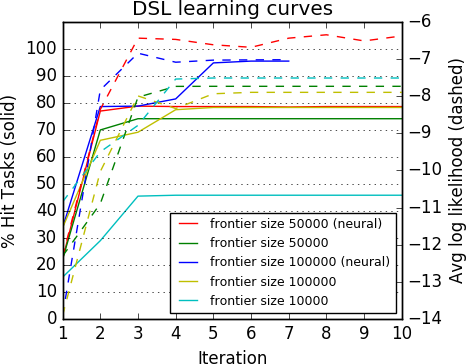 DSL learning curves
% Hit Tasks (solid)
100
90
80
70
60
50
40
30
20
10
0
−6
−7
−8
−9
−10
−11
−12
−13
−14
Avg log likelihood (dashed)
frontier size 50000 (neural)
frontier size 50000
frontier size 100000 (neural)
frontier size 100000
frontier size 10000
1 2 3 4 5 6 7 8 9 10
Iteration